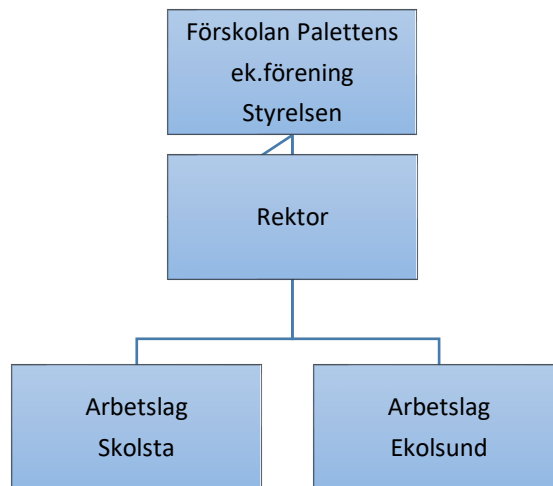 Förskolan Palettens
ek.förening
Styrelsen
Rektor
Arbetslag
Skolsta
Arbetslag
Ekolsund